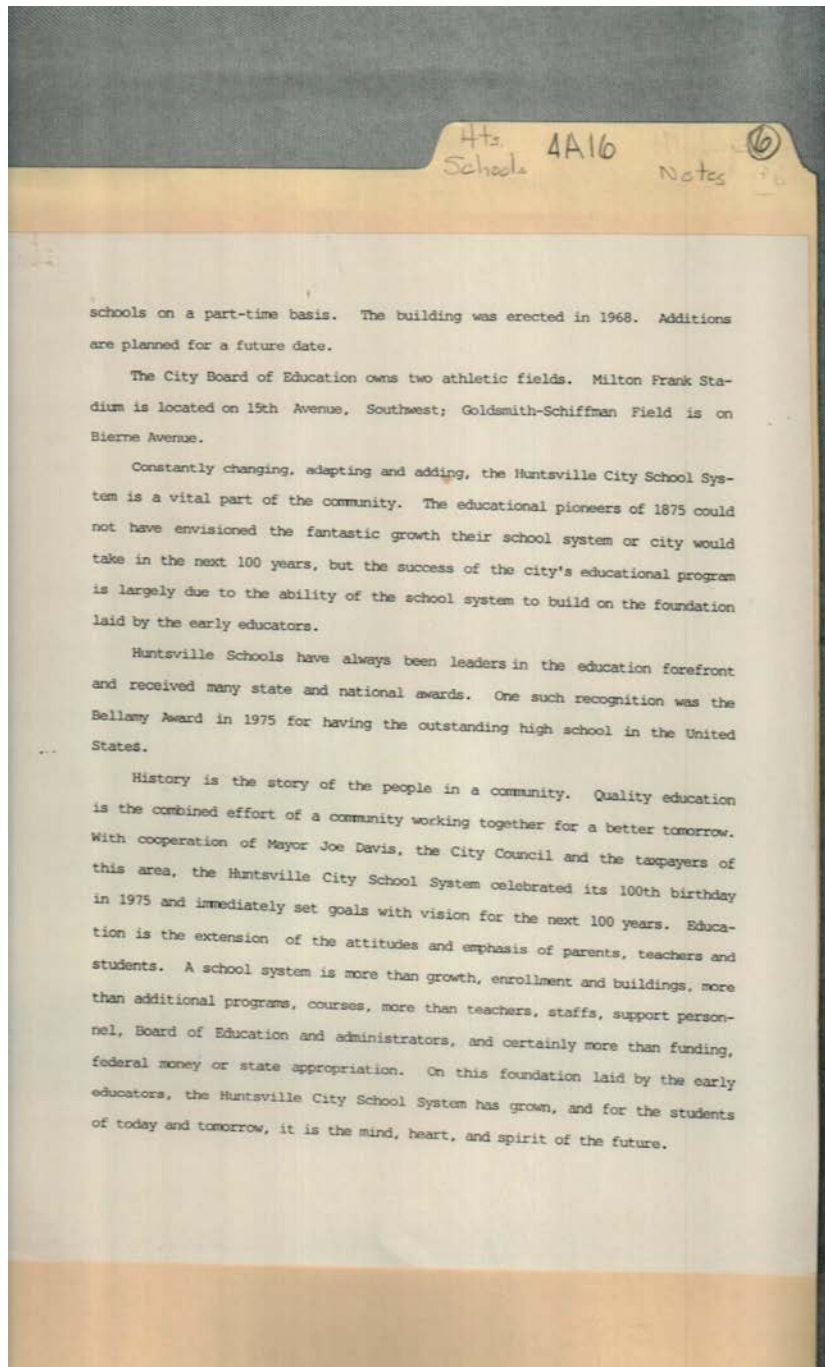 Hts. 4A16 6
Schools Notes
schools on a part-time basis. The building was erected in 1968. Additions
are planned for a future date.
The City Board of Education owns two athletic fields. Milton Frank Sta-
dium is located on 15th Avenue, Southwest; Goldsmith-Schiffman Field is on
Bierne Avenue.
Constantly changing, adapting and adding, the Huntsville City School Sys-
tem is a vital part of the community. The educational pioneers of 1875 could
not have envisioned the fantastic growth their school system or city would
take in the next 100 years, but the success of the city's educational program
is largely due to the ability of the school system to build on the foundation
laid by the early educators.
Huntsville Schools have always been leaders in the education forefront
and received many state and national awards. One such recognition was the
Bellamy Award in 1975 for having the outstanding high school in the United
States.
History is the story of the people in a community. Quality education
is the combined effort of a community working together for a better tomorrow.
With cooperation of Mayor Joe Davis, the City Council and the taxpayers of
this area, the Huntsville City School System celebrated its 100th birthday
in 1975 and immediately set goals with vision for the next 100 years. Educa-
tion is the extension of the attitudes and emphasis of parents, teachers and
students. A school system is more than growth, enrollment and buildings, more
than additional programs, courses, more than teachers, staffs, support person-
nel, Board of Education and administrators, and certainly more than funding,
federal money or state appropriation. On this foundation laid by the early
educators, the Huntsville City School System has grown, and for the students
of today and tomorrow, it is the mind, heart, and spirit of the future.